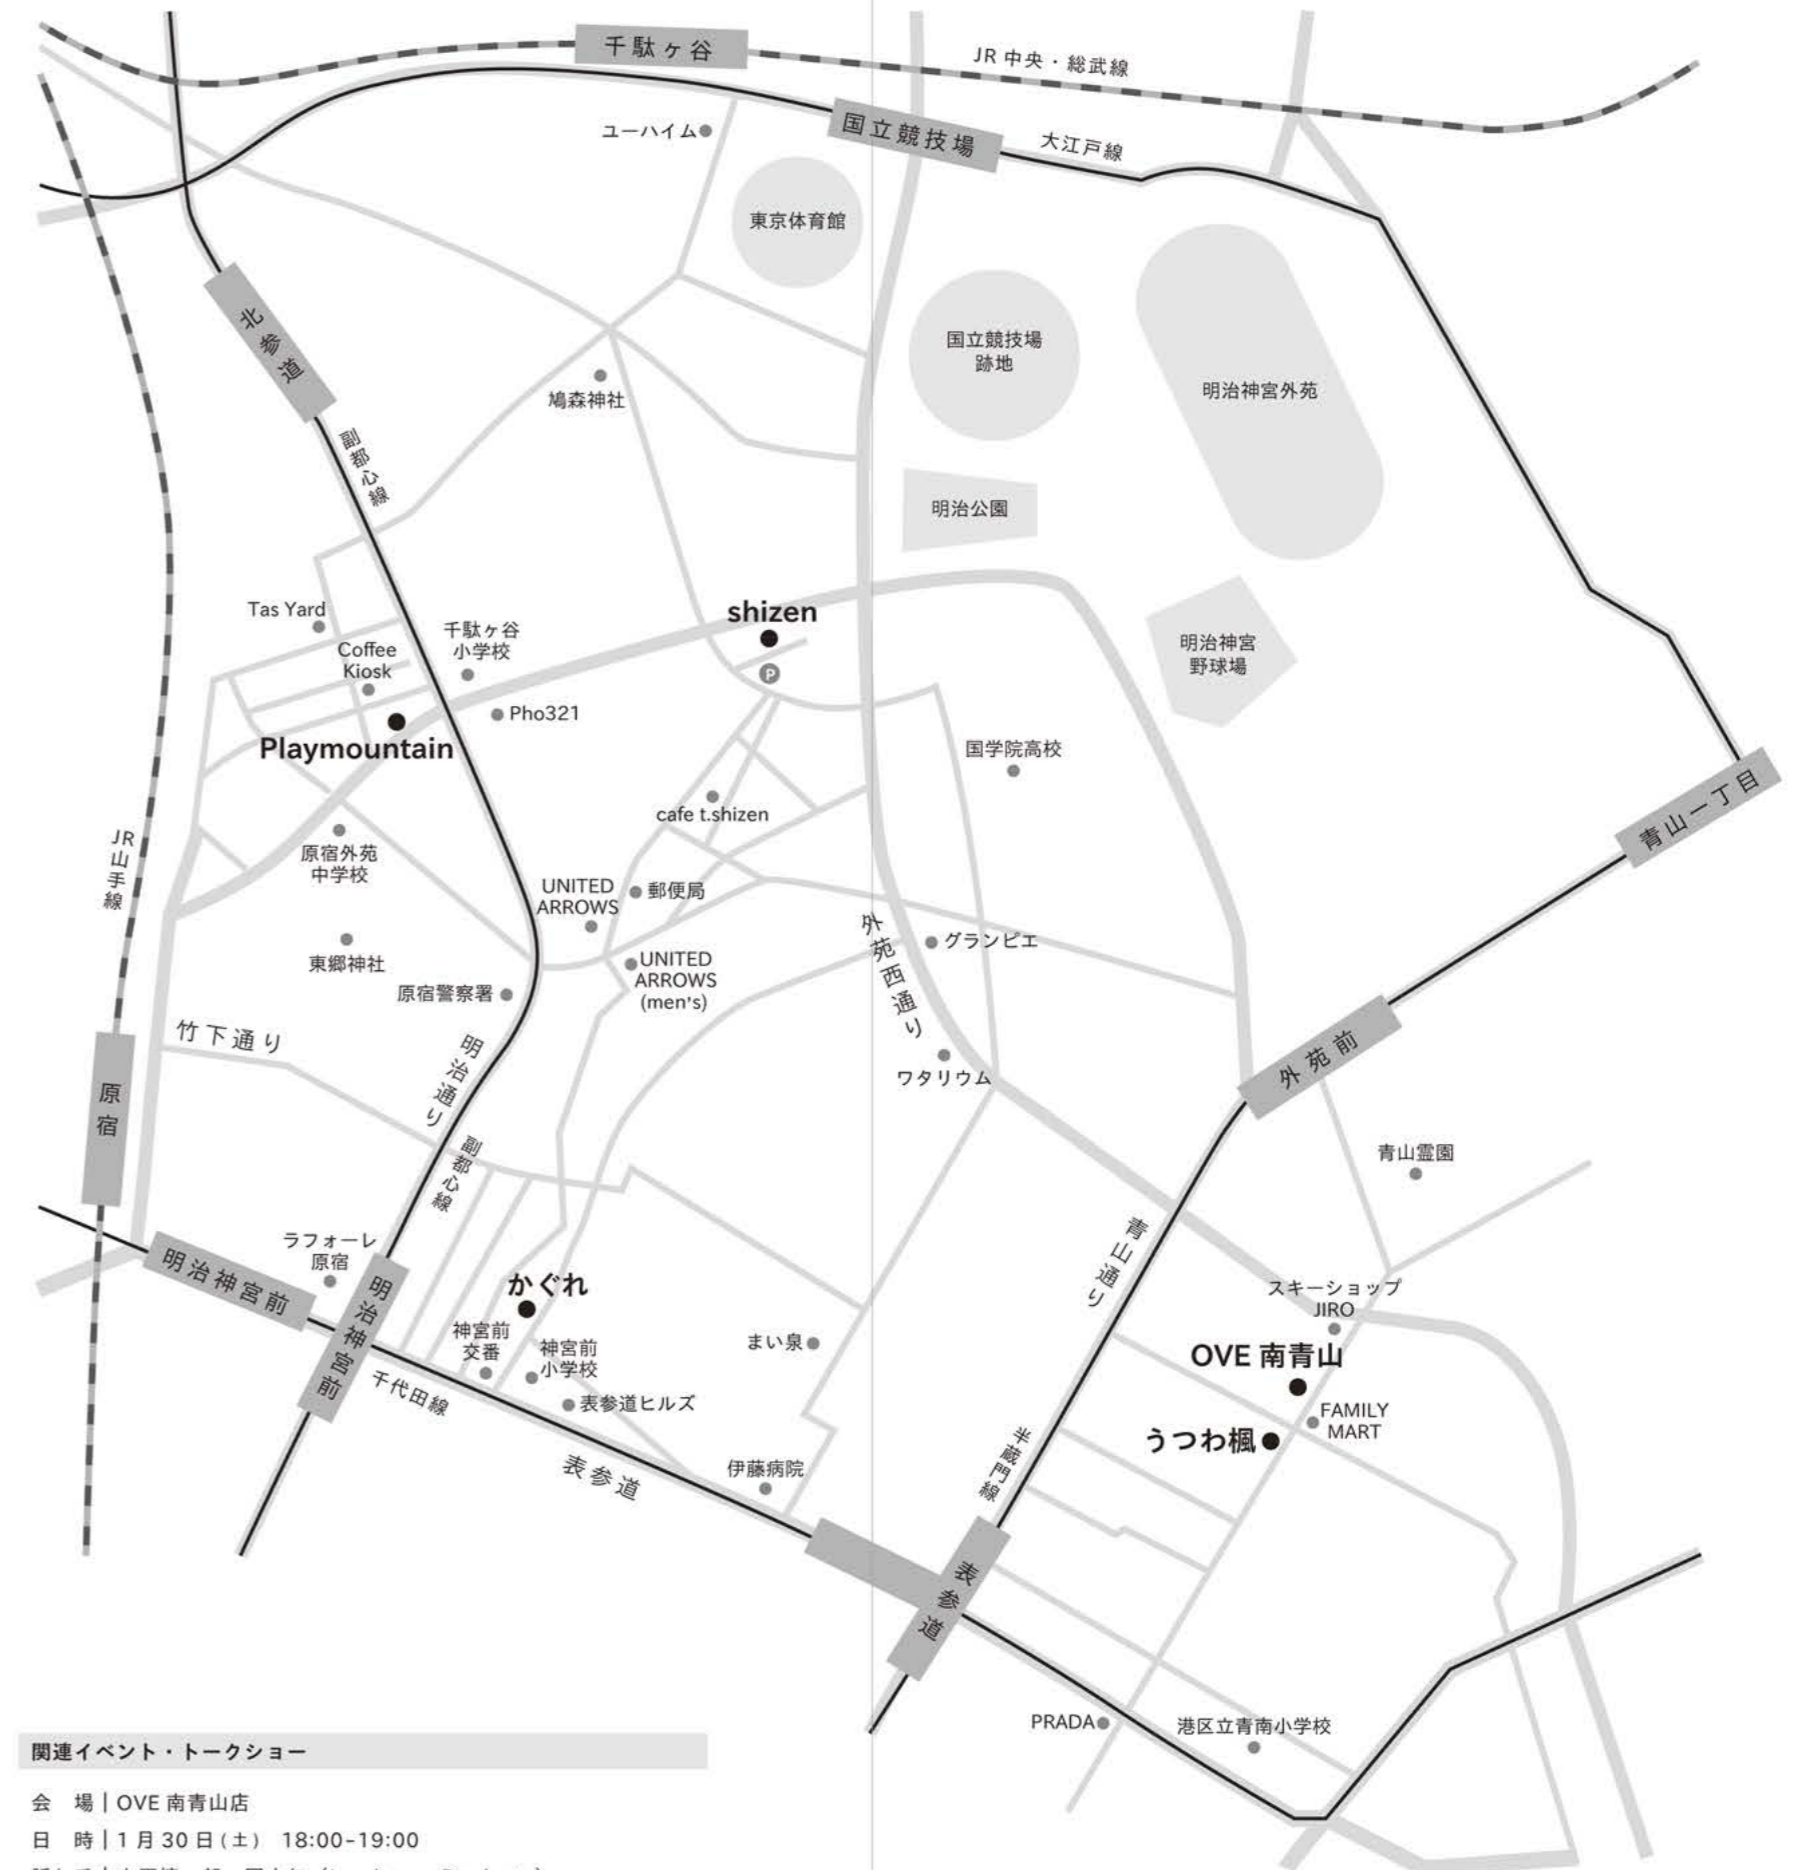 千駄ヶ谷
JR 中央・総武線
ユーハイム
国立競技場
大江戸線
東京体育館
北参道
国立競技場
跡地
明治神宮外苑
鳩森神社
副都心線
明治公園
Tas Yard
shizen
千駄ヶ谷
小学校
Coffee
Kiosk
P
明治神宮
野球場
Pho321
Playmountain
国学院高校
青山一丁目
cafe t.shizen
JR山手線
原宿外苑
中学校
UNITED
ARROWS
郵便局
外苑西通り
グランピエ
東郷神社
UNITED
ARROWS
(men's)
原宿警察署
竹下通り
明治通り
外苑前
ワタリウム
原宿
副都心線
青山霊園
青山通り
ラフォーレ
原宿
明治神宮前
明治神宮前
かぐれ
スキーショップ
JIRO
神宮前
交番
神宮前
小学校
まい泉
OVE 南青山
千代田線
表参道ヒルズ
FAMILY
MART
うつわ楓
半蔵門線
表参道
伊藤病院
表参道
PRADA
港区立青南小学校
関連イベント・トークショー
会　場｜OVE 南青山店
日　時｜1 月 30 日 (土)　18:00-19:00